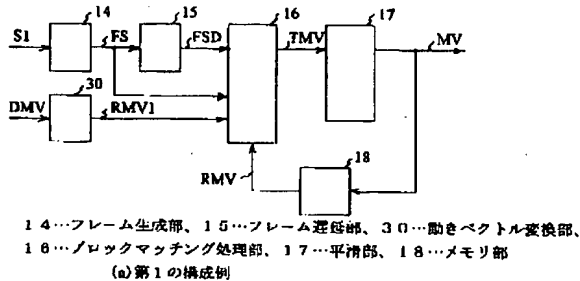 14 15 16 17
S1 FS FSD TMV MV
30
DMV RMV1
18
RMV
14…フレーム生成部、15…フレーム遅延部、30…動きベクトル変換部、
16…ブロックマッチング処理部、17…平滑部、18…メモリ部
(a)第1の構成例